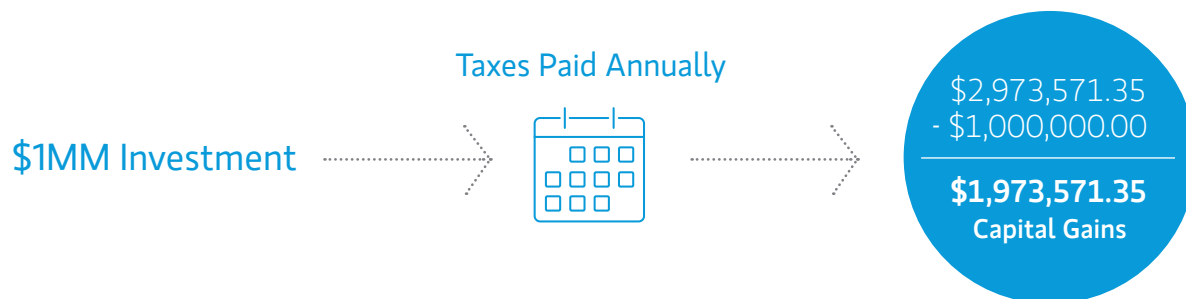 Taxes Paid Annually
$1MM Investment
$2,973,571.35
- $1,000,000.00
$1,973,571.35
Capital Gains